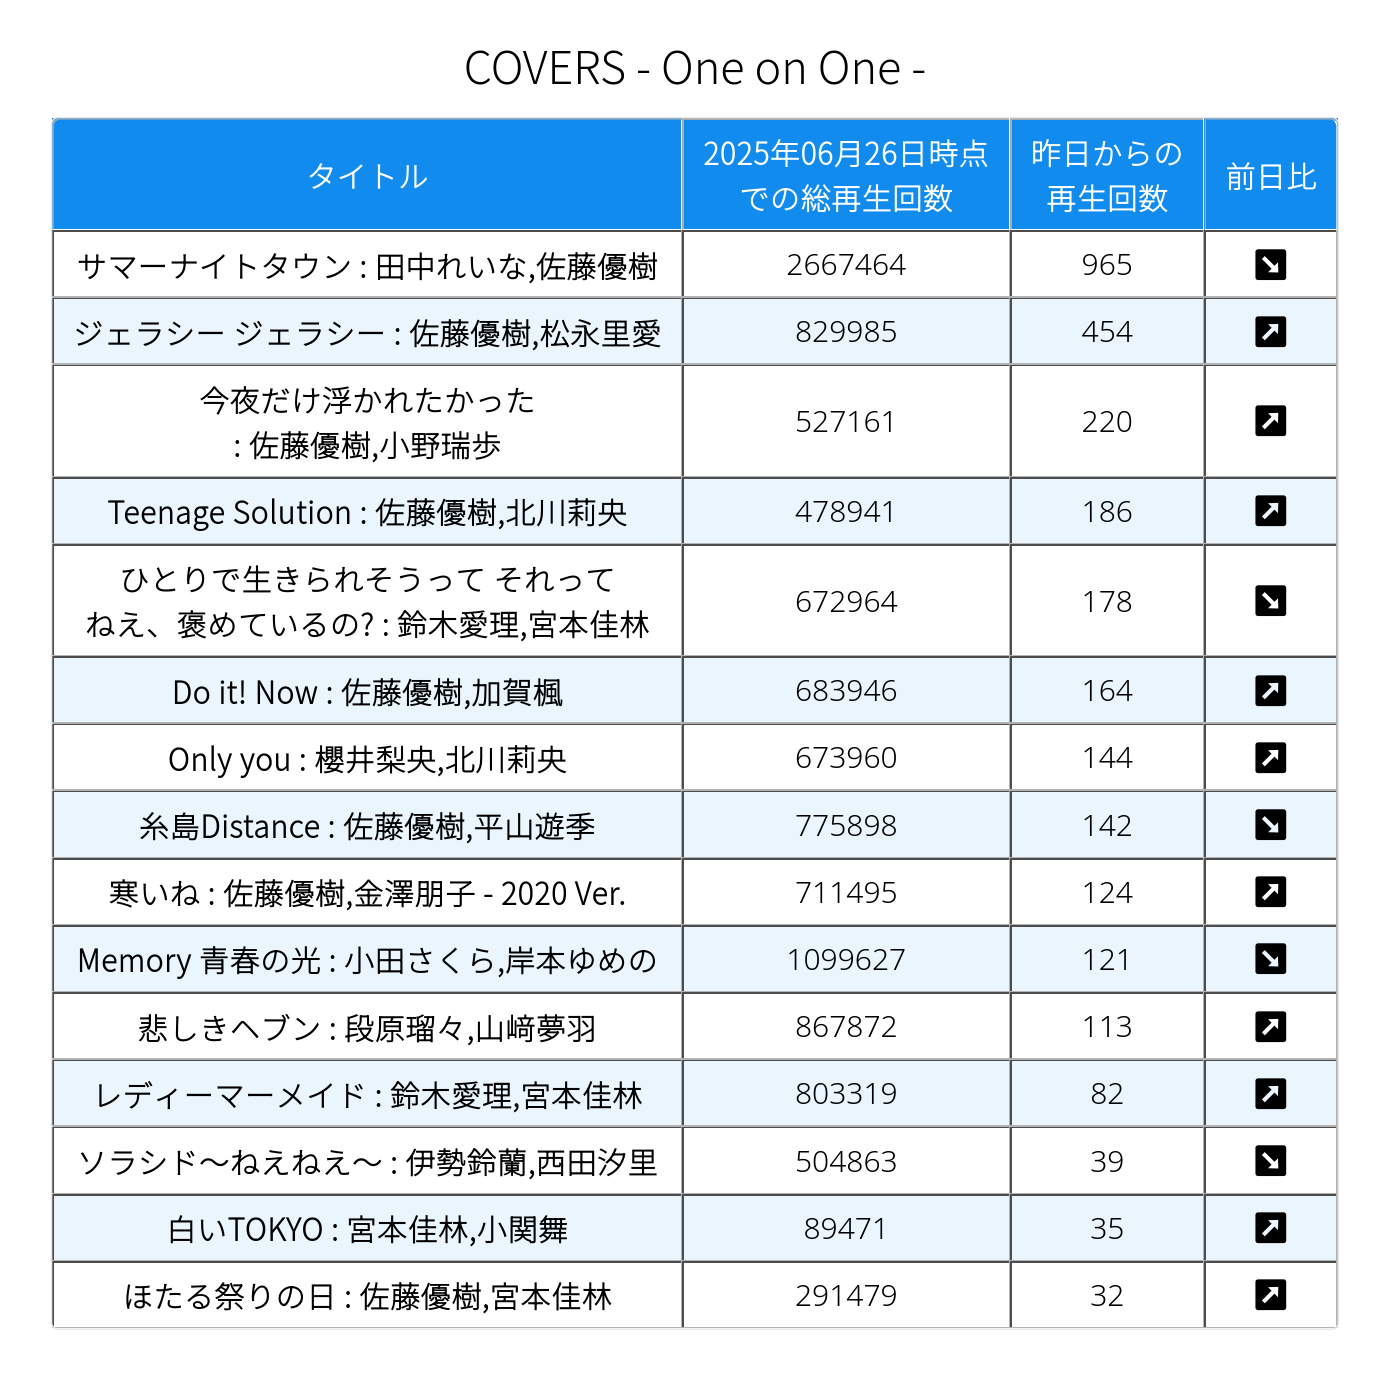 COVERS - One on One -
タイトル
2025年06月26日時点
での総再生回数
昨日からの
再生回数
前日比
サマーナイトタウン : 田中れいな,佐藤優樹
2667464
965
ジェラシー ジェラシー : 佐藤優樹,松永里愛
829985
454
今夜だけ浮かれたかった
: 佐藤優樹,小野瑞歩
527161
220
Teenage Solution : 佐藤優樹,北川莉央
478941
186
ひとりで生きられそうって それって
ねえ、褒めているの? : 鈴木愛理,宮本佳林
672964
178
Do it! Now : 佐藤優樹,加賀楓
683946
164
Only you : 櫻井梨央,北川莉央
673960
144
糸島Distance : 佐藤優樹,平山遊季
775898
142
寒いね : 佐藤優樹,金澤朋子 - 2020 Ver.
711495
124
Memory 青春の光 : 小田さくら,岸本ゆめの
1099627
121
悲しきヘブン : 段原瑠々,山﨑夢羽
867872
113
レディーマーメイド : 鈴木愛理,宮本佳林
803319
82
ソラシド〜ねえねえ〜 : 伊勢鈴蘭,西田汐里
504863
39
白いTOKYO : 宮本佳林,小関舞
89471
35
ほたる祭りの日 : 佐藤優樹,宮本佳林
291479
32